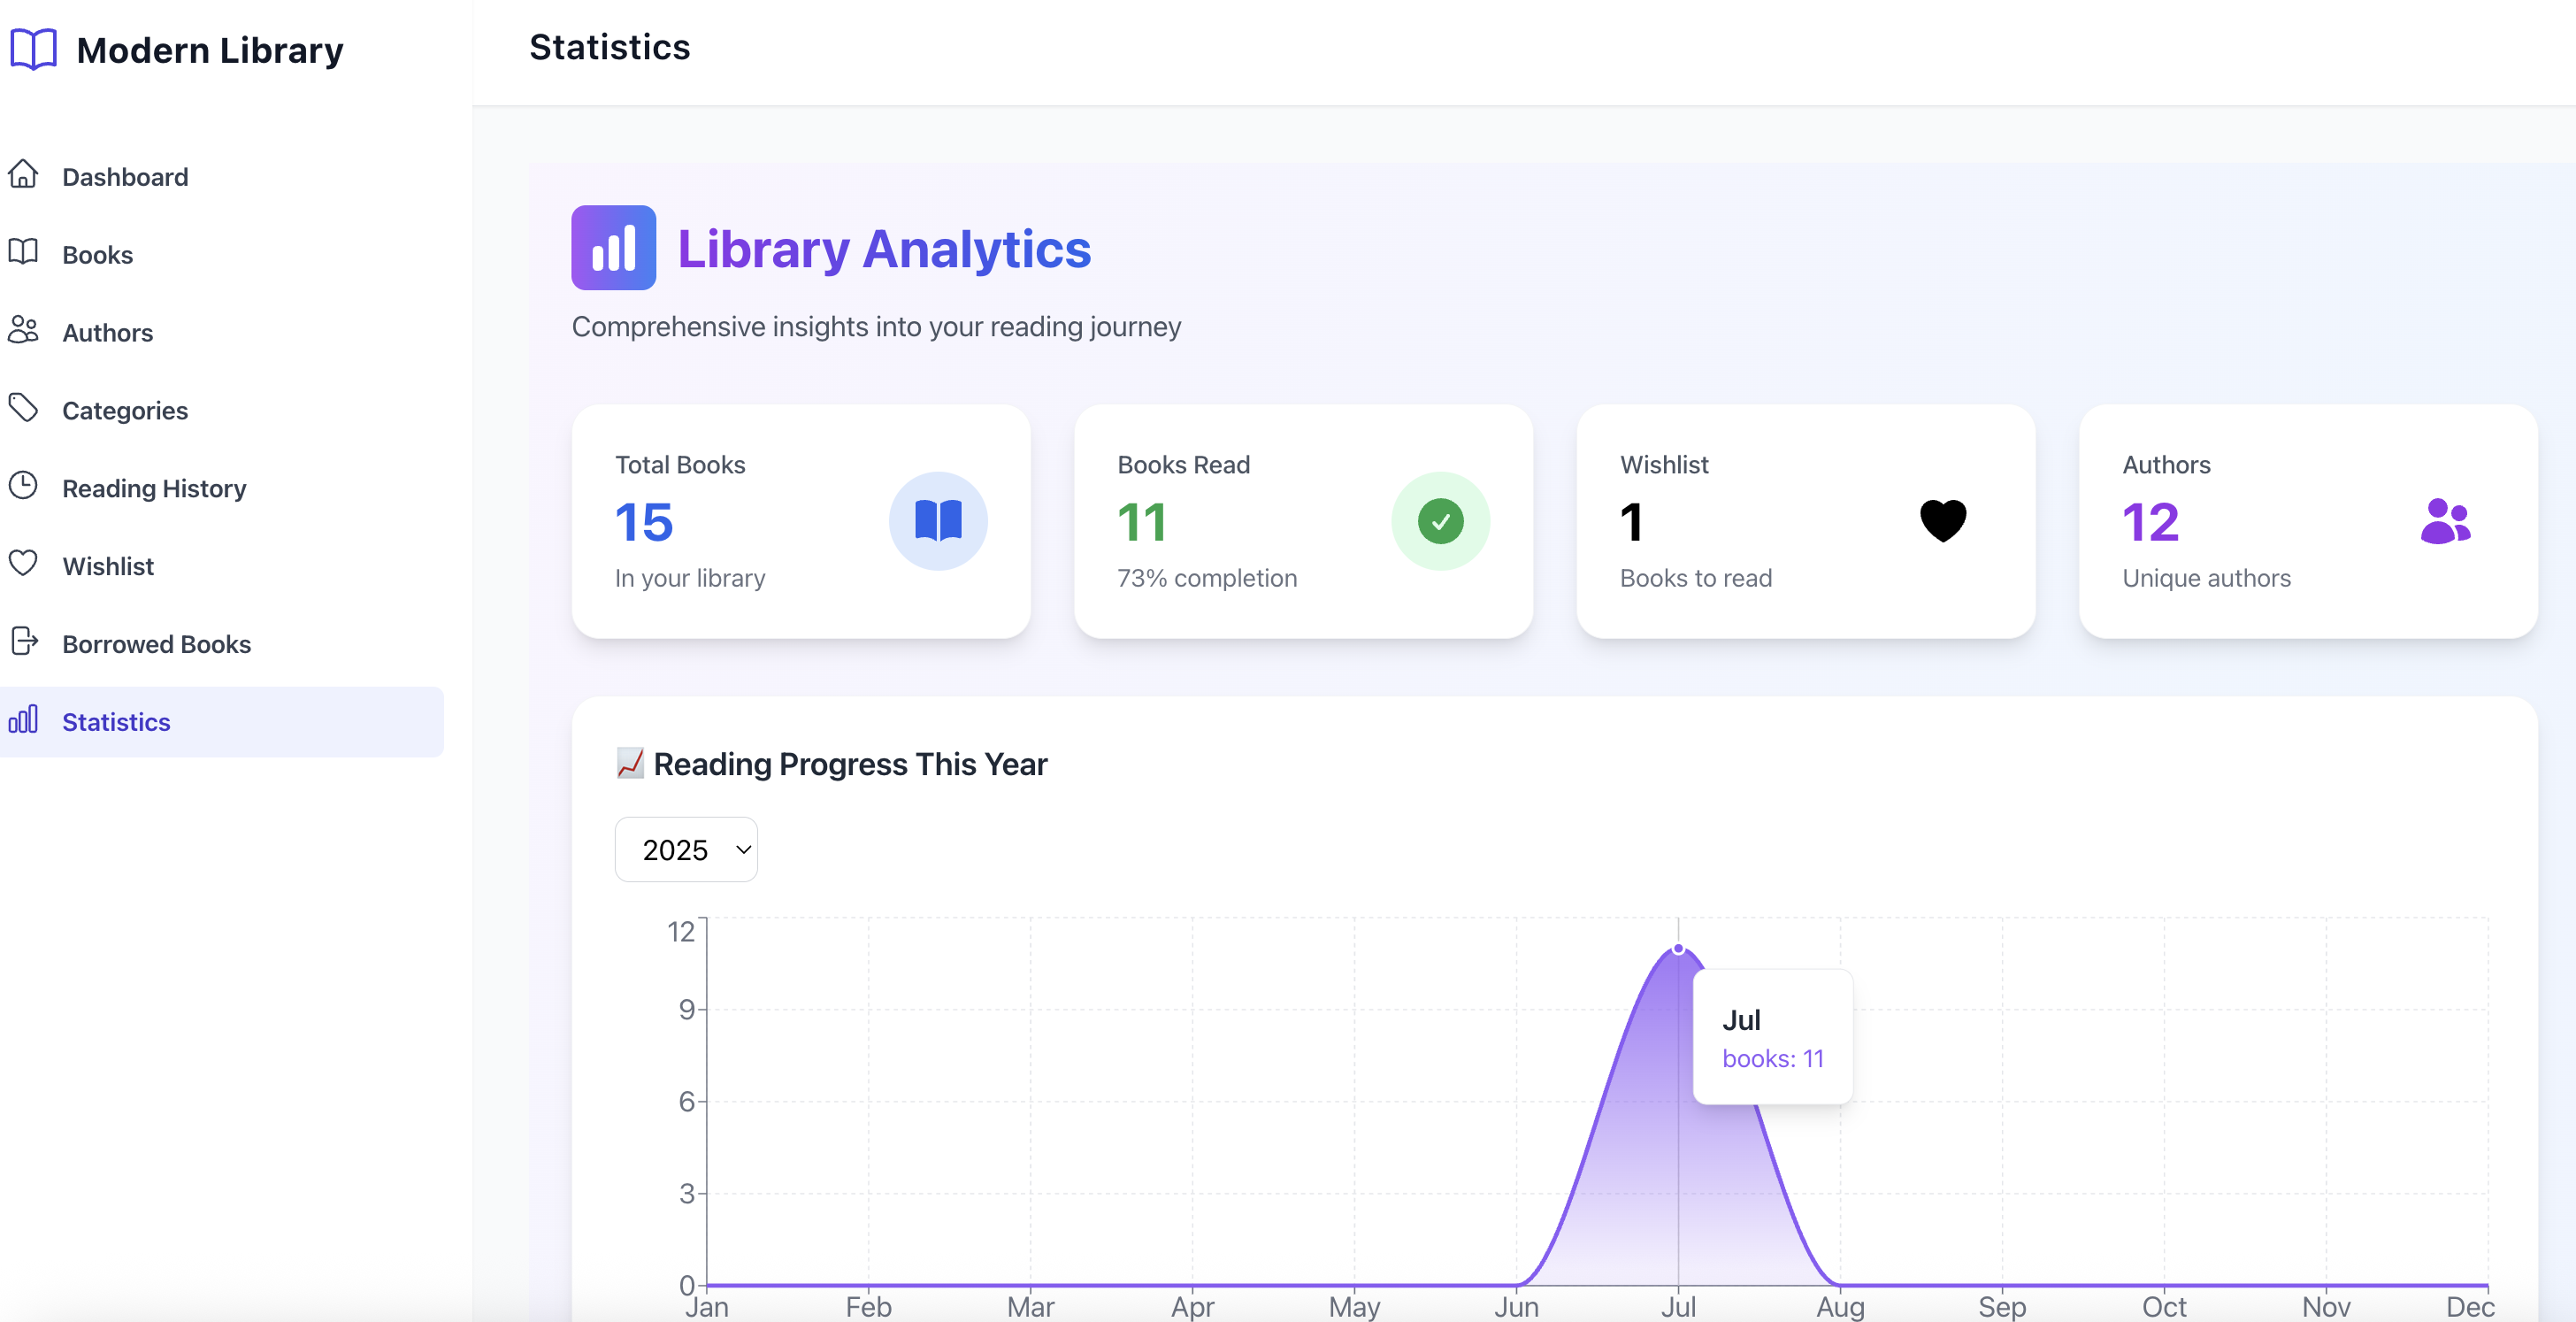 Modern Library
Dashboard
Books
Authors
Categories
Reading History
Wishlist
Borrowed Books
Statistics
Statistics
Library Analytics
Comprehensive insights into your reading journey
Total Books
15
In your library
Books Read
11
73% completion
Wishlist
1
Books to read
Authors
12
Unique authors
Reading Progress This Year
2025
12
9
6
3
0
Jul
books: 11
Jan Feb Mar Apr May Jun Jul Aug Sep Oct Nov Dec